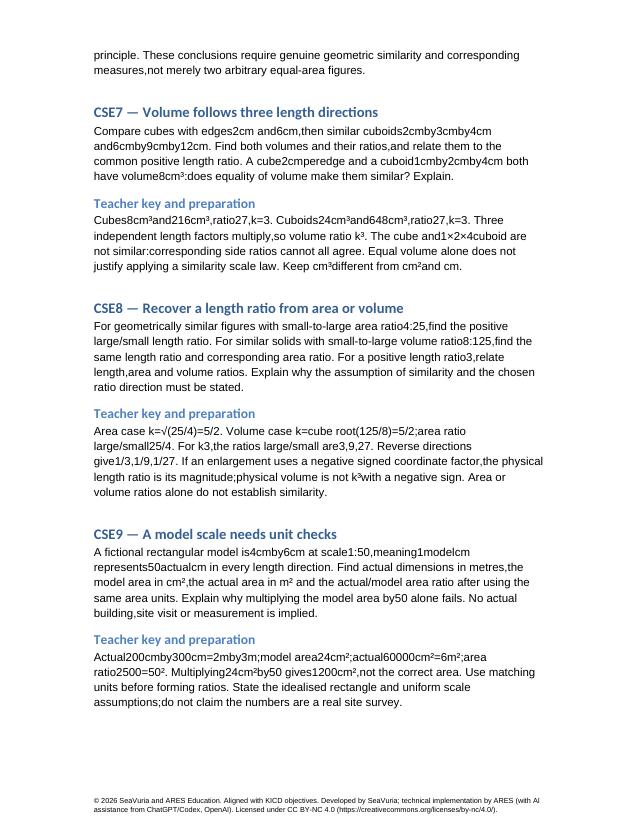 principle. These conclusions require genuine geometric similarity and corresponding
measures,not merely two arbitrary equal-area figures.
CSE7 — Volume follows three length directions
Compare cubes with edges2cm and6cm,then similar cuboids2cmby3cmby4cm
and6cmby9cmby12cm. Find both volumes and their ratios,and relate them to the
common positive length ratio. A cube2cmperedge and a cuboid1cmby2cmby4cm both
have volume8cm³:does equality of volume make them similar? Explain.
Teacher key and preparation
Cubes8cm³and216cm³,ratio27,k=3. Cuboids24cm³and648cm³,ratio27,k=3. Three
independent length factors multiply,so volume ratio k³. The cube and1×2×4cuboid are
not similar:corresponding side ratios cannot all agree. Equal volume alone does not
justify applying a similarity scale law. Keep cm³different from cm²and cm.
CSE8 — Recover a length ratio from area or volume
For geometrically similar figures with small-to-large area ratio4:25,find the positive
large/small length ratio. For similar solids with small-to-large volume ratio8:125,find the
same length ratio and corresponding area ratio. For a positive length ratio3,relate
length,area and volume ratios. Explain why the assumption of similarity and the chosen
ratio direction must be stated.
Teacher key and preparation
Area case k=√(25/4)=5/2. Volume case k=cube root(125/8)=5/2;area ratio
large/small25/4. For k3,the ratios large/small are3,9,27. Reverse directions
give1/3,1/9,1/27. If an enlargement uses a negative signed coordinate factor,the physical
length ratio is its magnitude;physical volume is not k³with a negative sign. Area or
volume ratios alone do not establish similarity.
CSE9 — A model scale needs unit checks
A fictional rectangular model is4cmby6cm at scale1:50,meaning1modelcm
represents50actualcm in every length direction. Find actual dimensions in metres,the
model area in cm²,the actual area in m² and the actual/model area ratio after using the
same area units. Explain why multiplying the model area by50 alone fails. No actual
building,site visit or measurement is implied.
Teacher key and preparation
Actual200cmby300cm=2mby3m;model area24cm²;actual60000cm²=6m²;area
ratio2500=50². Multiplying24cm²by50 gives1200cm²,not the correct area. Use matching
units before forming ratios. State the idealised rectangle and uniform scale
assumptions;do not claim the numbers are a real site survey.
© 2026 SeaVuria and ARES Education. Aligned with KICD objectives. Developed by SeaVuria; technical implementation by ARES (with AI
assistance from ChatGPT/Codex, OpenAI). Licensed under CC BY-NC 4.0 (https://creativecommons.org/licenses/by-nc/4.0/).